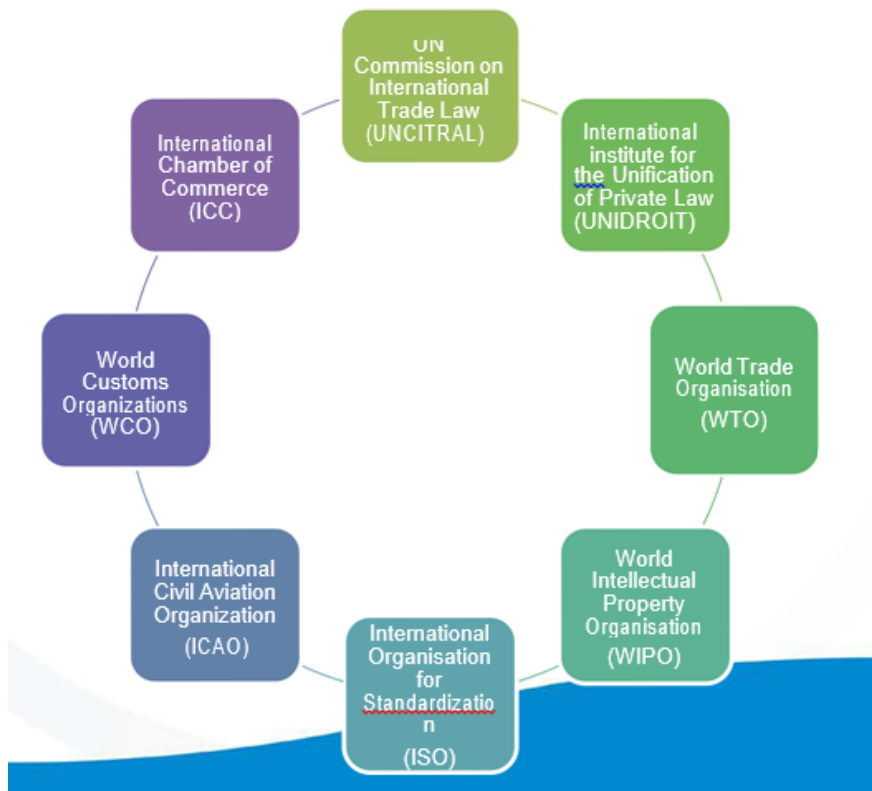 UN
Commission on
International
Trade Law
(UNCITRAL)
International
institute for
the Unification
of Private Law
(UNIDROIT)
World Trade
Organisation
(WTO)
World
Intellectual
Property
Organisation
(WIPO)
International
Organisation
for
Standardizatio
n
(ISO)
International
Civil Aviation
Organization
(ICAO)
World
Customs
Organizations
(WCO)
International
Chamber of
Commerce
(ICC)